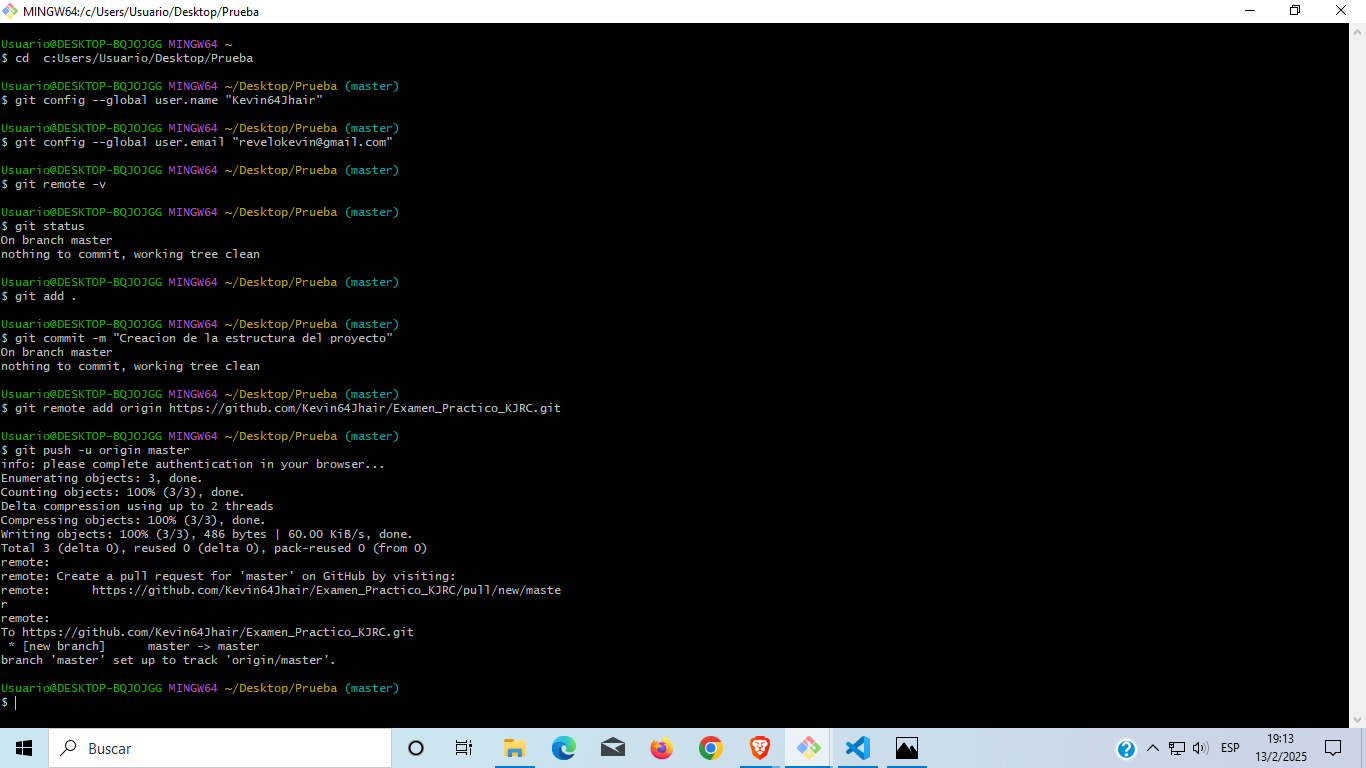 MINGW64:/c/Users/Usuario/Desktop/Prueba
Usuario@DESKTOP-BQJOJGG MINGW64 ~
$ cd  c:Users/Usuario/Desktop/Prueba
Usuario@DESKTOP-BQJOJGG MINGW64 ~/Desktop/Prueba (master)
$ git config --global user.name "Kevin64Jhair"
Usuario@DESKTOP-BQJOJGG MINGW64 ~/Desktop/Prueba (master)
$ git config --global user.email "revelokevin@gmail.com"
Usuario@DESKTOP-BQJOJGG MINGW64 ~/Desktop/Prueba (master)
$ git remote -v
Usuario@DESKTOP-BQJOJGG MINGW64 ~/Desktop/Prueba (master)
$ git status
On branch master
nothing to commit, working tree clean
Usuario@DESKTOP-BQJOJGG MINGW64 ~/Desktop/Prueba (master)
$ git add .
Usuario@DESKTOP-BQJOJGG MINGW64 ~/Desktop/Prueba (master)
$ git commit -m "Creacion de la estructura del proyecto"
On branch master
nothing to commit, working tree clean
Usuario@DESKTOP-BQJOJGG MINGW64 ~/Desktop/Prueba (master)
$ git remote add origin https://github.com/Kevin64Jhair/Examen_Practico_KJRC.git
Usuario@DESKTOP-BQJOJGG MINGW64 ~/Desktop/Prueba (master)
$ git push -u origin master
info: please complete authentication in your browser...
Enumerating objects: 3, done.
Counting objects: 100% (3/3), done.
Delta compression using up to 2 threads
Compressing objects: 100% (3/3), done.
Writing objects: 100% (3/3), 486 bytes | 60.00 KiB/s, done.
Total 3 (delta 0), reused 0 (delta 0), pack-reused 0 (from 0)
remote:
remote: Create a pull request for 'master' on GitHub by visiting:
remote:      https://github.com/Kevin64Jhair/Examen_Practico_KJRC/pull/new/maste
r
remote:
To https://github.com/Kevin64Jhair/Examen_Practico_KJRC.git
 * [new branch]      master -> master
branch 'master' set up to track 'origin/master'.
Usuario@DESKTOP-BQJOJGG MINGW64 ~/Desktop/Prueba (master)
$
Buscar
ESP
19:13
13/2/2025